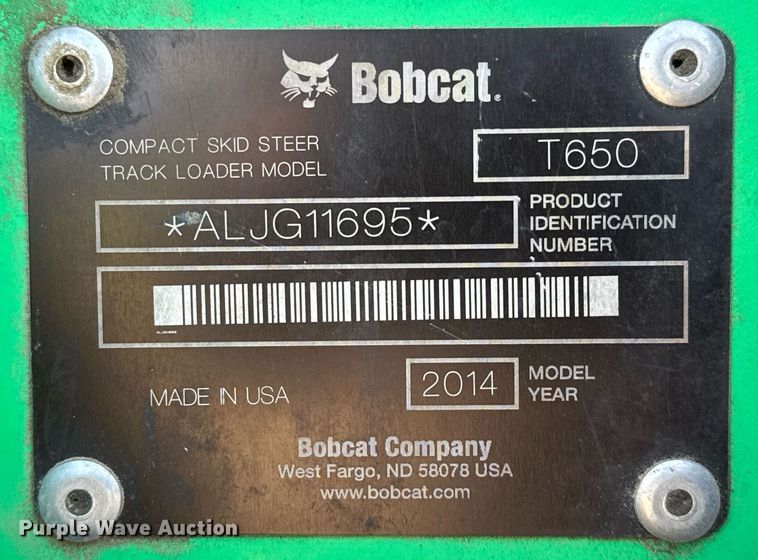 Bobcat®
COMPACT SKID STEER
TRACK LOADER MODEL
T650
*ALJG11695*
PRODUCT
IDENTIFICATION
NUMBER
ALJG11695
MADE IN USA
2014
MODEL
YEAR
Bobcat Company
West Fargo, ND 58078 USA
www.bobcat.com
Purple Wave Auction